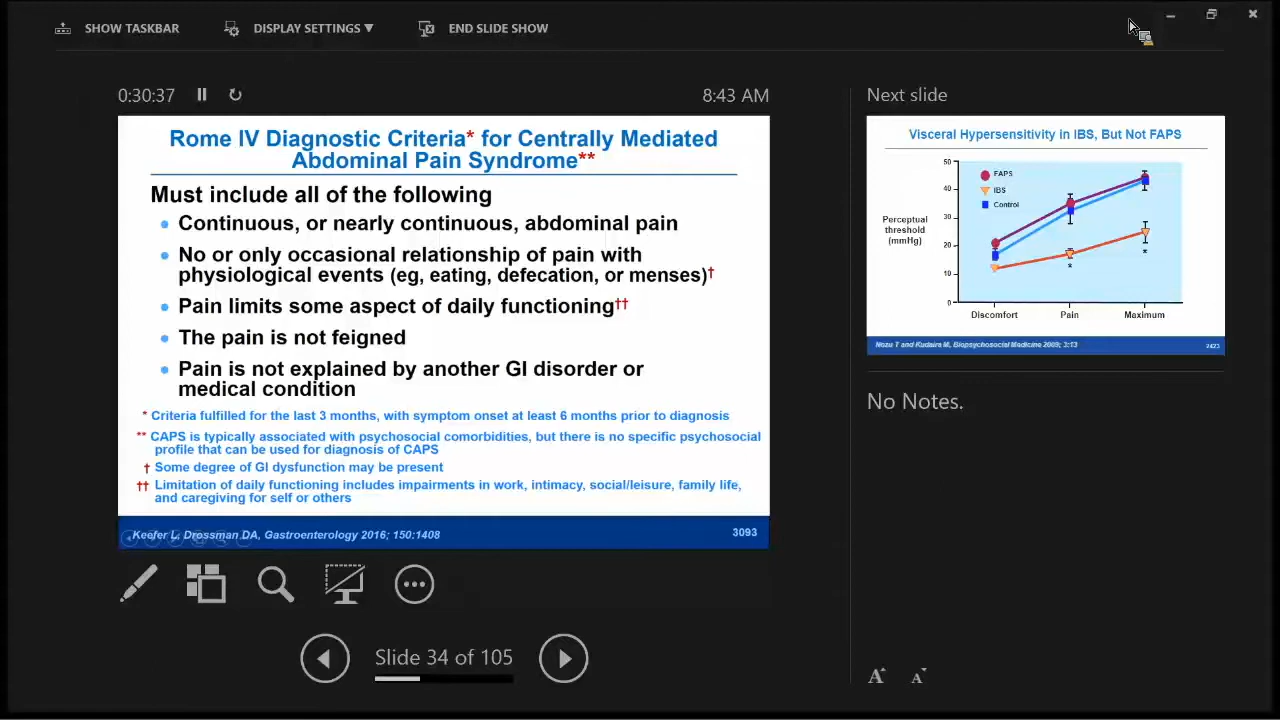 SHOW TASKBAR
DISPLAY SETTINGS ▼
END SLIDE SHOW
0:30:37
8:43 AM
Rome IV Diagnostic Criteria* for Centrally Mediated
Abdominal Pain Syndrome**
Must include all of the following
• Continuous, or nearly continuous, abdominal pain
• No or only occasional relationship of pain with
physiological events (eg, eating, defecation, or menses)†
• Pain limits some aspect of daily functioning††
• The pain is not feigned
• Pain is not explained by another GI disorder or
medical condition
* Criteria fulfilled for the last 3 months, with symptom onset at least 6 months prior to diagnosis
** CAPS is typically associated with psychosocial comorbidities, but there is no specific psychosocial
profile that can be used for diagnosis of CAPS
† Some degree of GI dysfunction may be present
†† Limitation of daily functioning includes impairments in work, intimacy, social/leisure, family life,
and caregiving for self or others
Keefer L, Drossman DA, Gastroenterology 2016; 150:1408
3093
Slide 34 of 105
Next slide
Visceral Hypersensitivity in IBS, But Not FAPS
50
40
30
20
10
0
FAPS
IBS
Control
Perceptual
threshold
(mmHg)
*
*
Discomfort
Pain
Maximum
Nozu T and Kudaira M, Biopsychosocial Medicine 2009; 3:13
2423
No Notes.
A
A